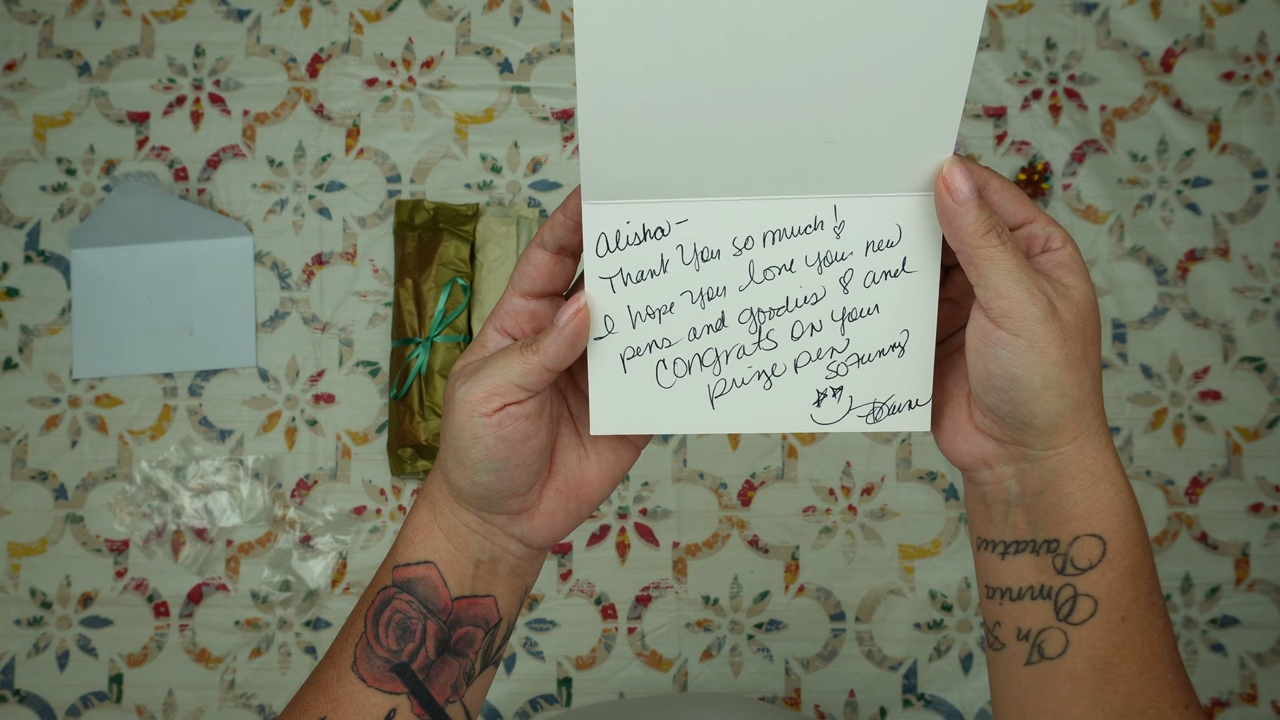 Alisha-
Thank You so much!
I hope You love your new
pens and goodies & and
Congrats on your
prize pen
so funny
In
Omnia
Paratus